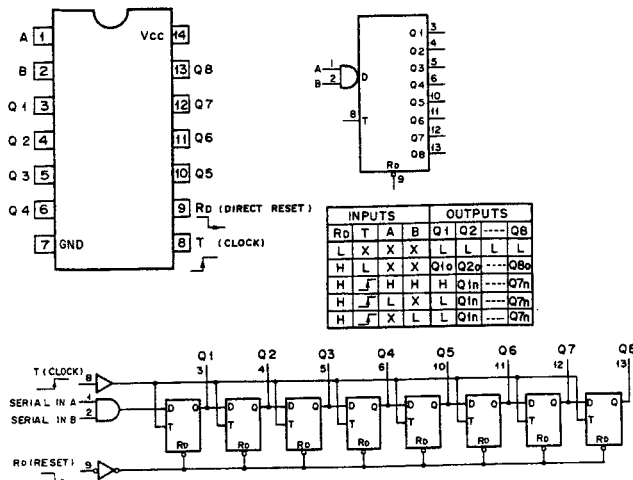 A 1
14 Vcc
B 2
13 Q8
Q1 3
12 Q7
Q2 4
11 Q6
Q3 5
10 Q5
Q4 6
9 RD (DIRECT RESET)
7 GND
8 T (CLOCK)
A 1
B 2
D
8 T
RD
9
Q1 3
Q2 4
Q3 5
Q4 6
Q5 10
Q6 11
Q7 12
Q8 13
INPUTS OUTPUTS
RD T A B Q1 Q2 ---- Q8
L X X X L L L L
H L X X Q1o Q2o ---- Q8o
H H H H Q1n ---- Q7n
H L X L Q1n ---- Q7n
H X L L Q1n ---- Q7n
Q1 Q2 Q3 Q4 Q5 Q6 Q7 Q8
3 4 5 6 10 11 12 13
T (CLOCK) 8
SERIAL IN A 1
SERIAL IN B 2
D Q D Q D Q D Q D Q D Q D Q D Q
T T T T T T T T
RD RD RD RD RD RD RD RD
RD (RESET) 9